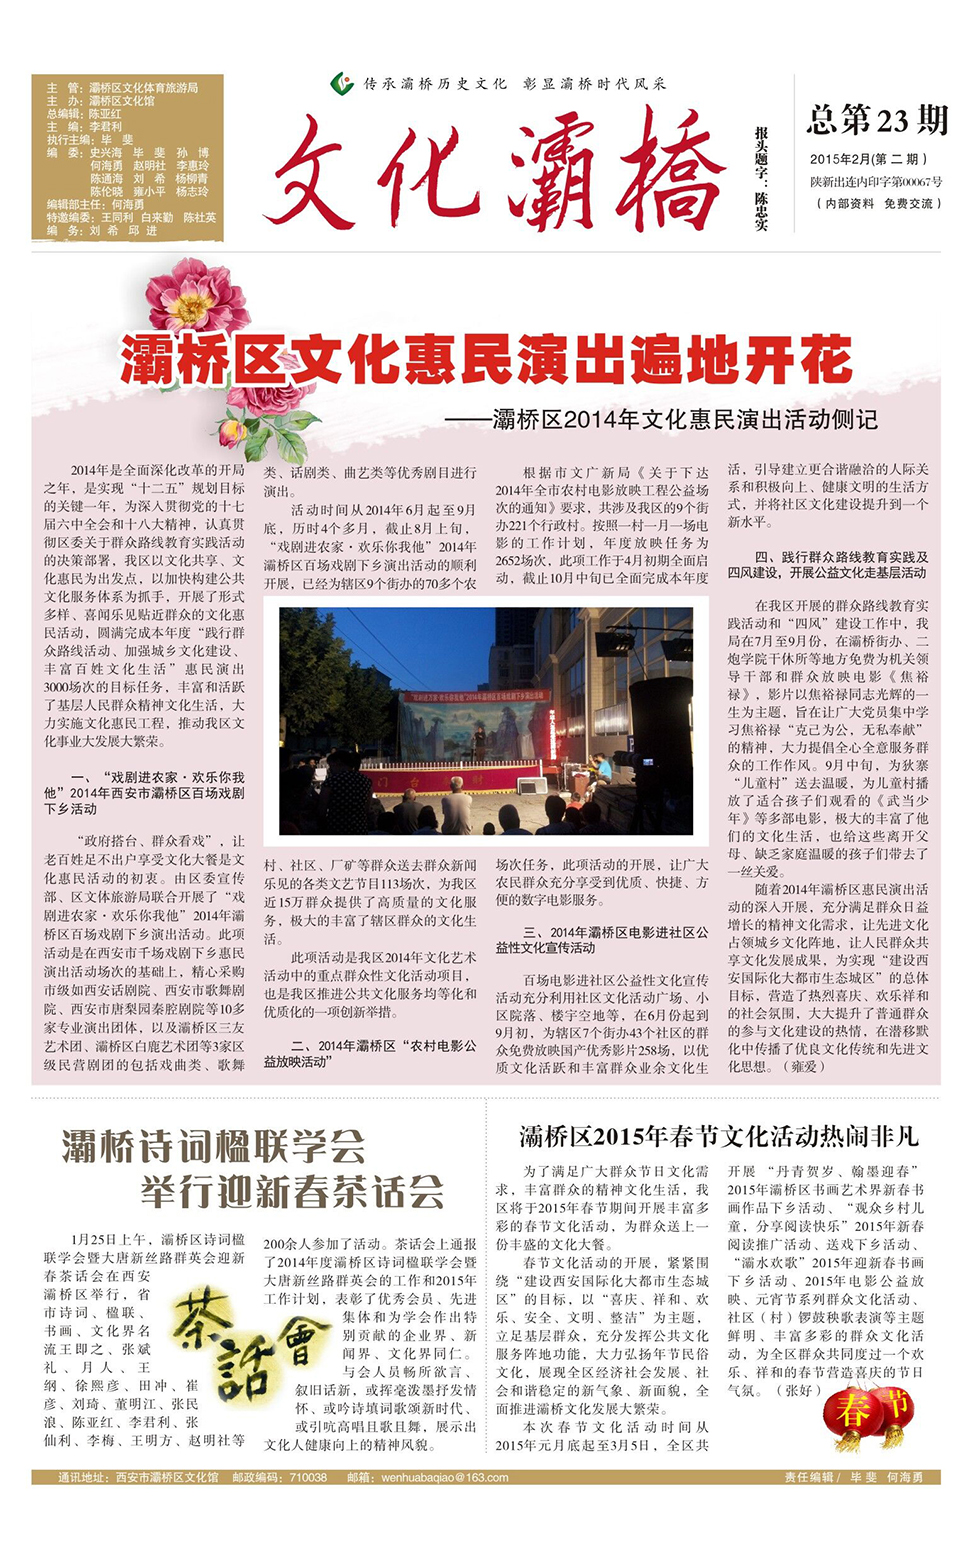 主　管：灞桥区文化体育旅游局
主　办：灞桥区文化馆
总编辑：陈亚红
主　编：李君利
执行主编：毕　斐
编　委：史兴海　毕　斐　孙　博
何海勇　赵明社　李惠玲
陈通海　刘　希　杨柳青
陈伦晓　雍小平　杨志玲
编辑部主任：何海勇
特邀编委：王同利　白来勤　陈社英
编　务：刘　希　邱　进
传承灞桥历史文化　彰显灞桥时代风采
文化灞橋
报头题字：陈忠实
总第23期
2015年2月(第二期)
陕新出连内印字第00067号
（内部资料　免费交流）
灞桥区文化惠民演出遍地开花
——灞桥区2014年文化惠民演出活动侧记
2014年是全面深化改革的开局
之年，是实现“十二五”规划目标
的关键一年，为深入贯彻党的十七
届六中全会和十八大精神，认真贯
彻区委关于群众路线教育实践活动
的决策部署，我区以文化共享、文
化惠民为出发点，以加快构建公共
文化服务体系为抓手，开展了形式
多样、喜闻乐见贴近群众的文化惠
民活动，圆满完成本年度“践行群
众路线活动、加强城乡文化建设、
丰富百姓文化生活”惠民演出
3000场次的目标任务，丰富和活跃
了基层人民群众精神文化生活，大
力实施文化惠民工程，推动我区文
化事业大发展大繁荣。
一、“戏剧进农家·欢乐你我
他”2014年西安市灞桥区百场戏剧
下乡活动
“政府搭台、群众看戏”，让
老百姓足不出户享受文化大餐是文
化惠民活动的初衷。由区委宣传
部、区文体旅游局联合开展了“戏
剧进农家·欢乐你我他”2014年灞
桥区百场戏剧下乡演出活动。此项
活动是在西安市千场戏剧下乡惠民
演出活动场次的基础上，精心采购
市级如西安话剧院、西安市歌舞剧
院、西安市唐梨园秦腔剧院等10多
家专业演出团体，以及灞桥区三友
艺术团、灞桥区白鹿艺术团等3家区
级民营剧团的包括戏曲类、歌舞
类、话剧类、曲艺类等优秀剧目进行
演出。
活动时间从2014年6月起至9月
底，历时4个多月，截止8月上旬，
“戏剧进农家·欢乐你我他”2014年
灞桥区百场戏剧下乡演出活动的顺利
开展，已经为辖区9个街办的70多个农
村、社区、厂矿等群众送去群众新闻
乐见的各类文艺节目113场次，为我区
近15万群众提供了高质量的文化服
务，极大的丰富了辖区群众的文化生
活。
此项活动是我区2014年文化艺术
活动中的重点群众性文化活动项目，
也是我区推进公共文化服务均等化和
优质化的一项创新举措。
二、2014年灞桥区“农村电影公
益放映活动”
根据市文广新局《关于下达
2014年全市农村电影放映工程公益场
次的通知》要求，共涉及我区的9个街
办221个行政村。按照一村一月一场电
影的工作计划，年度放映任务为
2652场次，此项工作于4月初期全面启
动，截止10月中旬已全面完成本年度
场次任务，此项活动的开展，让广大
农民群众充分享受到优质、快捷、方
便的数字电影服务。
三、2014年灞桥区电影进社区公
益性文化宣传活动
百场电影进社区公益性文化宣传
活动充分利用社区文化活动广场、小
区院落、楼宇空地等，在6月份起到
9月初，为辖区7个街办43个社区的群
众免费放映国产优秀影片258场，以优
质文化活跃和丰富群众业余文化生
活，引导建立更合谐融洽的人际关
系和积极向上、健康文明的生活方
式，并将社区文化建设提升到一个
新水平。
四、践行群众路线教育实践及
四风建设，开展公益文化走基层活动
在我区开展的群众路线教育实
践活动和“四风”建设工作中，我
局在7月至9月份，在灞桥街办、二
炮学院干休所等地方免费为机关领
导干部和群众放映电影《焦裕
禄》，影片以焦裕禄同志光辉的一
生为主题，旨在让广大党员集中学
习焦裕禄“克己为公，无私奉献”
的精神，大力提倡全心全意服务群
众的工作作风。9月中旬，为狄寨
“儿童村”送去温暖，为儿童村播
放了适合孩子们观看的《武当少
年》等多部电影，极大的丰富了他
们的文化生活，也给这些离开父
母、缺乏家庭温暖的孩子们带去了
一丝关爱。
随着2014年灞桥区惠民演出活
动的深入开展，充分满足群众日益
增长的精神文化需求，让先进文化
占领城乡文化阵地，让人民群众共
享文化发展成果，为实现“建设西
安国际化大都市生态城区”的总体
目标，营造了热烈喜庆、欢乐祥和
的社会氛围，大大提升了普通群众
的参与文化建设的热情，在潜移默
化中传播了优良文化传统和先进文
化思想。（雍爱）
灞桥诗词楹联学会
举行迎新春茶话会
1月25日上午，灞桥区诗词楹
联学会暨大唐新丝路群英会迎新
春茶话会在西安
灞桥区举行，省
市诗词、楹联、
书画、文化界名
流王即之、张斌
礼、月人、王
纲、徐熙彦、田冲、崔
彦、刘琦、董明江、张民
浪、陈亚红、李君利、张
仙利、李梅、王明方、赵明社等
200余人参加了活动。茶话会上通报
了2014年度灞桥区诗词楹联学会暨
大唐新丝路群英会的工作和2015年
工作计划，表彰了优秀会员、先进
集体和为学会作出特
别贡献的企业界、新
闻界、文化界同仁。
与会人员畅所欲言、
叙旧话新，或挥毫泼墨抒发情
怀、或吟诗填词歌颂新时代、
或引吭高唱且歌且舞，展示出
文化人健康向上的精神风貌。
茶話會
灞桥区2015年春节文化活动热闹非凡
为了满足广大群众节日文化需
求，丰富群众的精神文化生活，我
区将于2015年春节期间开展丰富多
彩的春节文化活动，为群众送上一
份丰盛的文化大餐。
春节文化活动的开展，紧紧围
绕“建设西安国际化大都市生态城
区”的目标，以“喜庆、祥和、欢
乐、安全、文明、整洁”为主题，
立足基层群众，充分发挥公共文化
服务阵地功能，大力弘扬年节民俗
文化，展现全区经济社会发展、社
会和谐稳定的新气象、新面貌，全
面推进灞桥文化发展大繁荣。
本次春节文化活动时间从
2015年元月底起至3月5日，全区共
开展“丹青贺岁、翰墨迎春”
2015年灞桥区书画艺术界新春书
画作品下乡活动、“观众乡村儿
童，分享阅读快乐”2015年新春
阅读推广活动、送戏下乡活动、
“灞水欢歌”2015年迎新春书画
下乡活动、2015年电影公益放
映、元宵节系列群众文化活动、
社区（村）锣鼓秧歌表演等主题
鲜明、丰富多彩的群众文化活
动，为全区群众共同度过一个欢
乐、祥和的春节营造喜庆的节日
气氛。（张好）
春节
通讯地址：西安市灞桥区文化馆　邮政编码：710038　邮箱：wenhuabaqiao@163.com
责任编辑/　毕　斐　何海勇